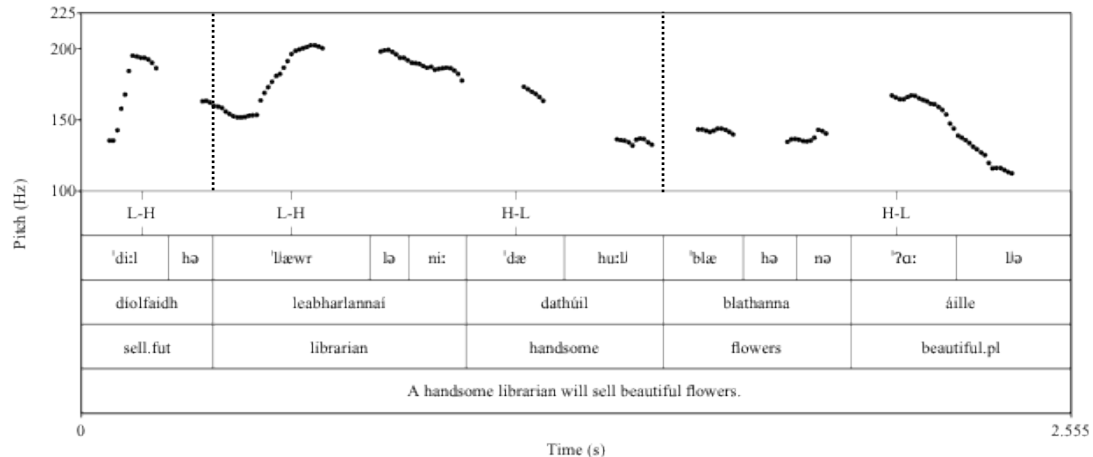 225
200
150
100
Pitch (Hz)
L-H L-H H-L H-L
ˈdiːl hə ˈlʲæwr lə niː ˈdæ huːlʲ ˈblæ hə nə ˈʔɑː lʲə
díolfaidh leabharlannaí dathúil blathanna áille
sell.fut librarian handsome flowers beautiful.pl
A handsome librarian will sell beautiful flowers.
0 2.555
Time (s)